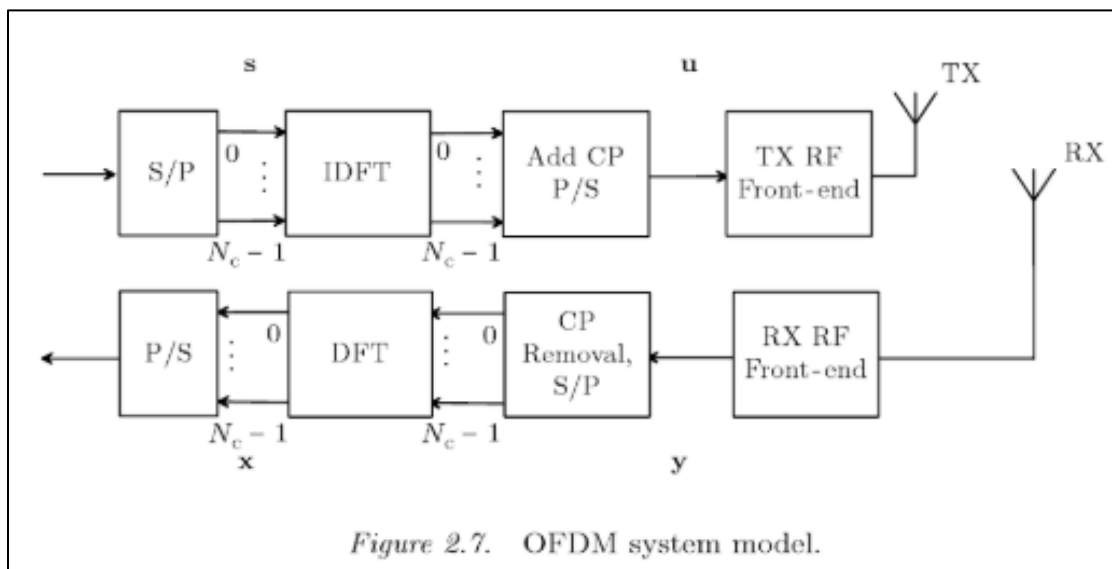 s
u
TX
RX
S/P
0
⋮
N_c – 1
IDFT
0
⋮
N_c – 1
Add CP
P/S
TX RF
Front-end
P/S
0
⋮
N_c – 1
x
DFT
0
⋮
N_c – 1
CP
Removal,
S/P
y
RX RF
Front-end
Figure 2.7. OFDM system model.